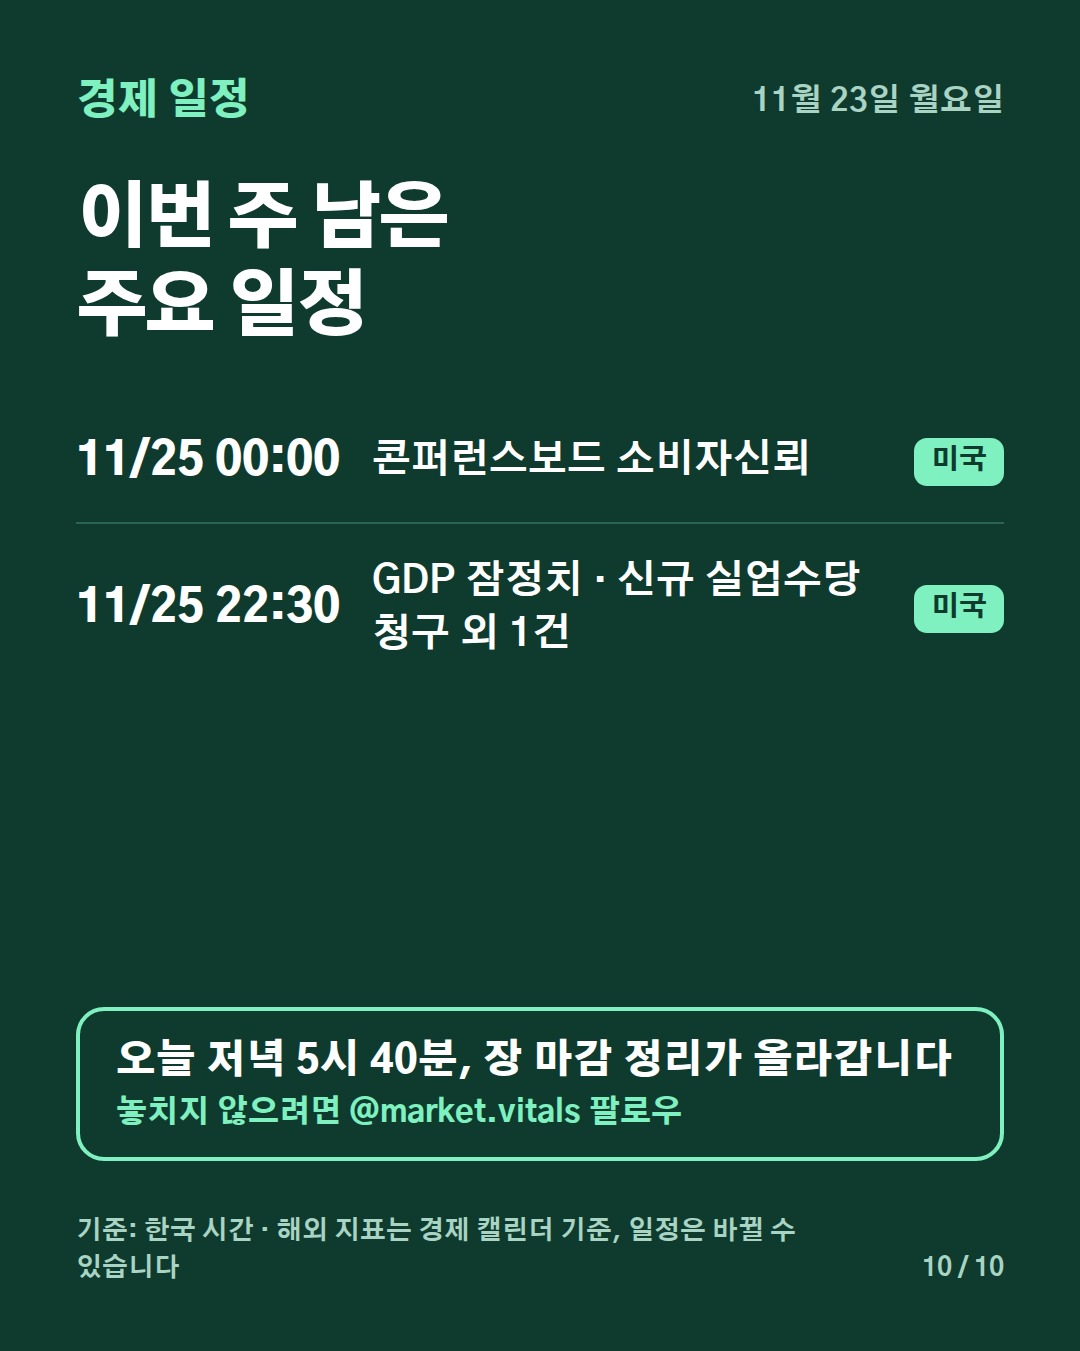 경제 일정
11월 23일 월요일
이번 주 남은
주요 일정
11/25 00:00 콘퍼런스보드 소비자신뢰 미국
11/25 22:30 GDP 잠정치 · 신규 실업수당
청구 외 1건 미국
오늘 저녁 5시 40분, 장 마감 정리가 올라갑니다
놓치지 않으려면 @market.vitals 팔로우
기준: 한국 시간 · 해외 지표는 경제 캘린더 기준, 일정은 바뀔 수
있습니다
10 / 10